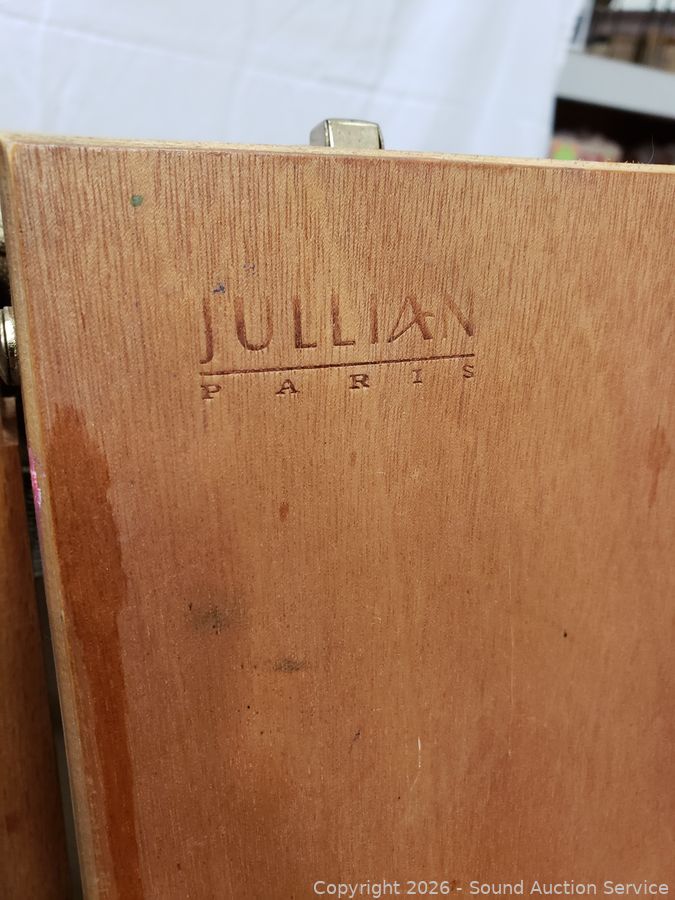 JULLIAN
PARIS
Copyright 2026 - Sound Auction Service